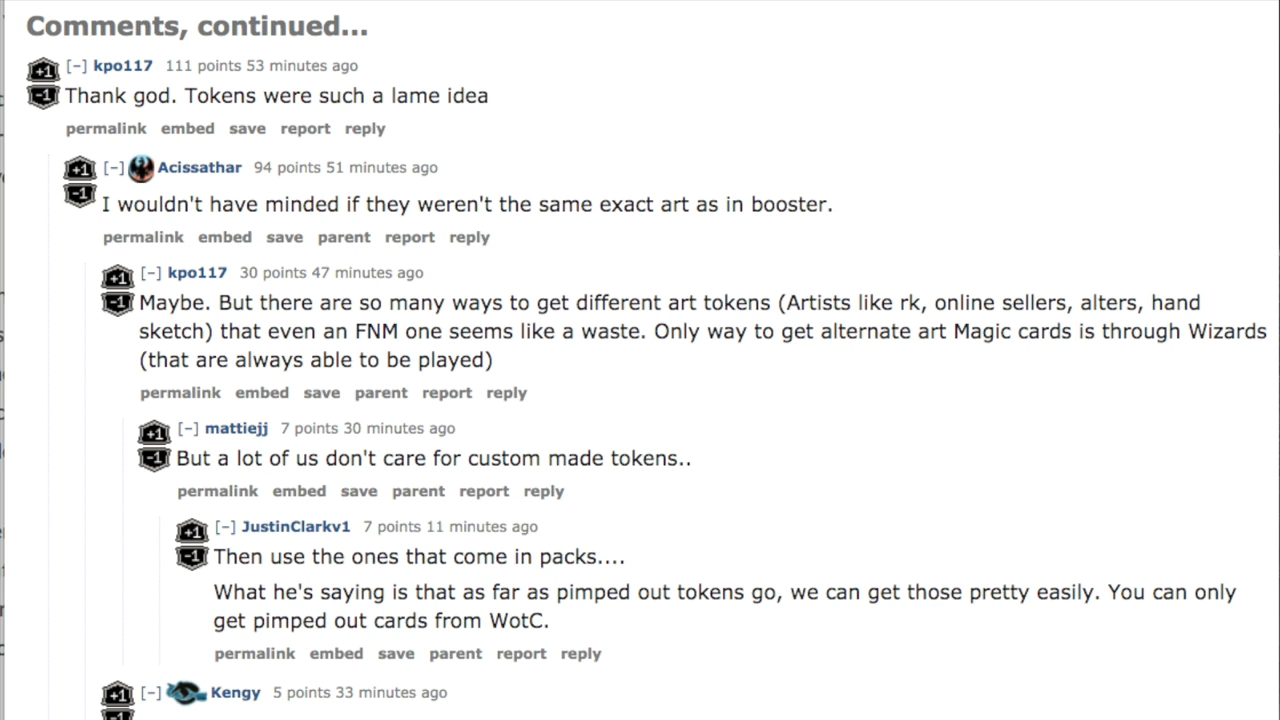 Comments, continued...
+1 [−] kpo117 111 points 53 minutes ago
-1 Thank god. Tokens were such a lame idea
permalink embed save report reply
+1 [−] Acissathar 94 points 51 minutes ago
-1 I wouldn't have minded if they weren't the same exact art as in booster.
permalink embed save parent report reply
+1 [−] kpo117 30 points 47 minutes ago
-1 Maybe. But there are so many ways to get different art tokens (Artists like rk, online sellers, alters, hand
sketch) that even an FNM one seems like a waste. Only way to get alternate art Magic cards is through Wizards
(that are always able to be played)
permalink embed save parent report reply
+1 [−] mattiejj 7 points 30 minutes ago
-1 But a lot of us don't care for custom made tokens..
permalink embed save parent report reply
+1 [−] JustinClarkv1 7 points 11 minutes ago
-1 Then use the ones that come in packs....
What he's saying is that as far as pimped out tokens go, we can get those pretty easily. You can only
get pimped out cards from WotC.
permalink embed save parent report reply
+1 [−] Kengy 5 points 33 minutes ago
-1